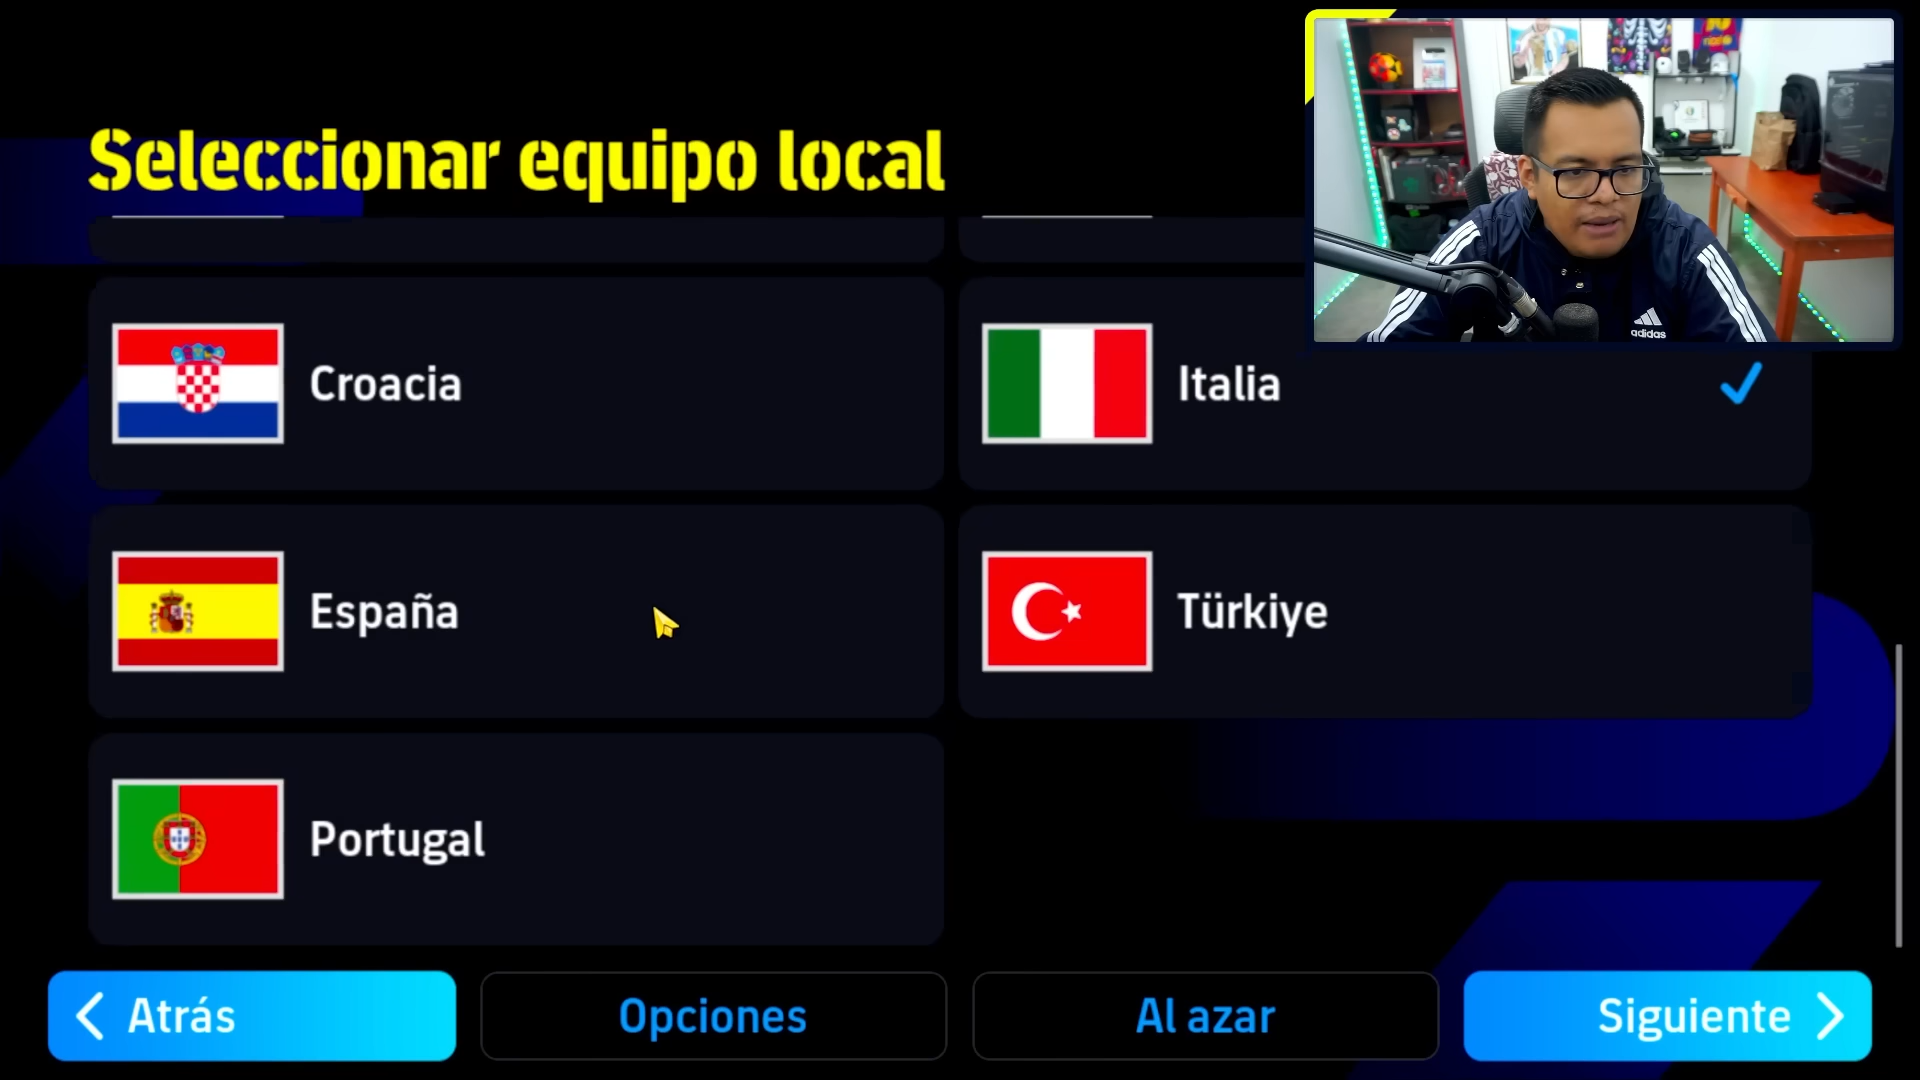 Seleccionar equipo local
Croacia
Italia
España
Türkiye
Portugal
Atrás
Opciones
Al azar
Siguiente
adidas